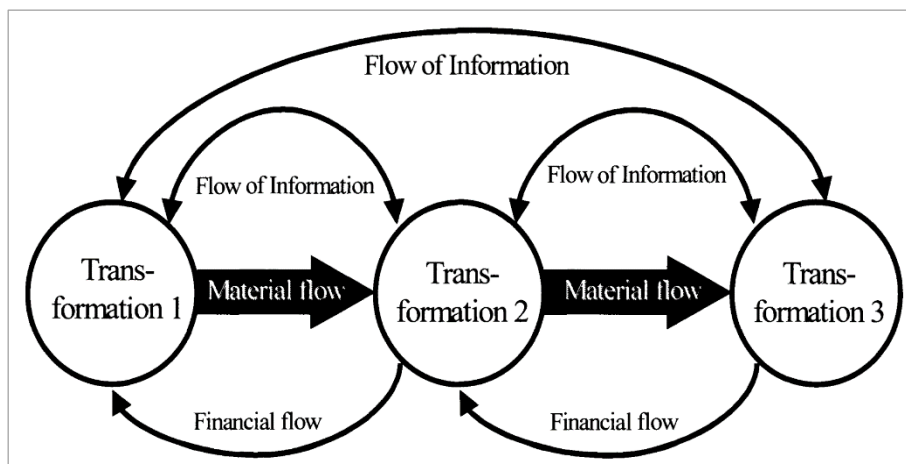 Flow of Information
Flow of Information
Flow of Information
Trans-
formation 1
Material flow
Trans-
formation 2
Material flow
Trans-
formation 3
Financial flow
Financial flow